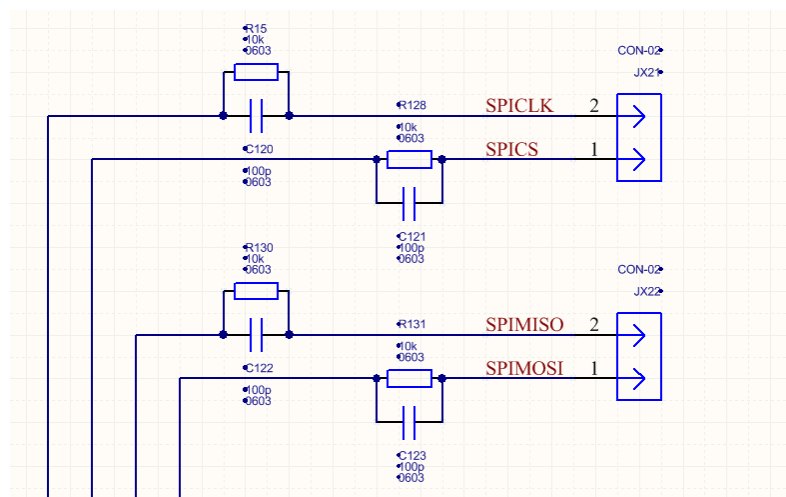 R15
10k
0603
CON-02
JX21
R128
10k
0603
SPICLK
2
C120
100p
0603
SPICS
1
C121
100p
0603
R130
10k
0603
CON-02
JX22
R131
10k
0603
SPIMISO
2
C122
100p
0603
SPIMOSI
1
C123
100p
0603